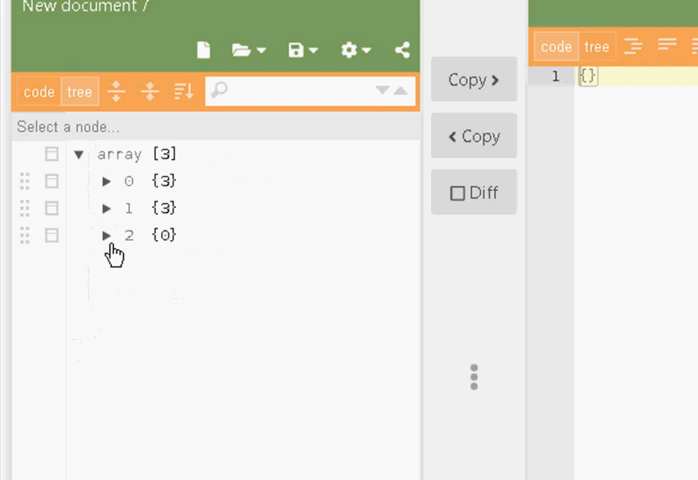 New document 7
code tree
Select a node...
array [3]
0 {3}
1 {3}
2 {0}
Copy >
< Copy
Diff
code tree
1 {}